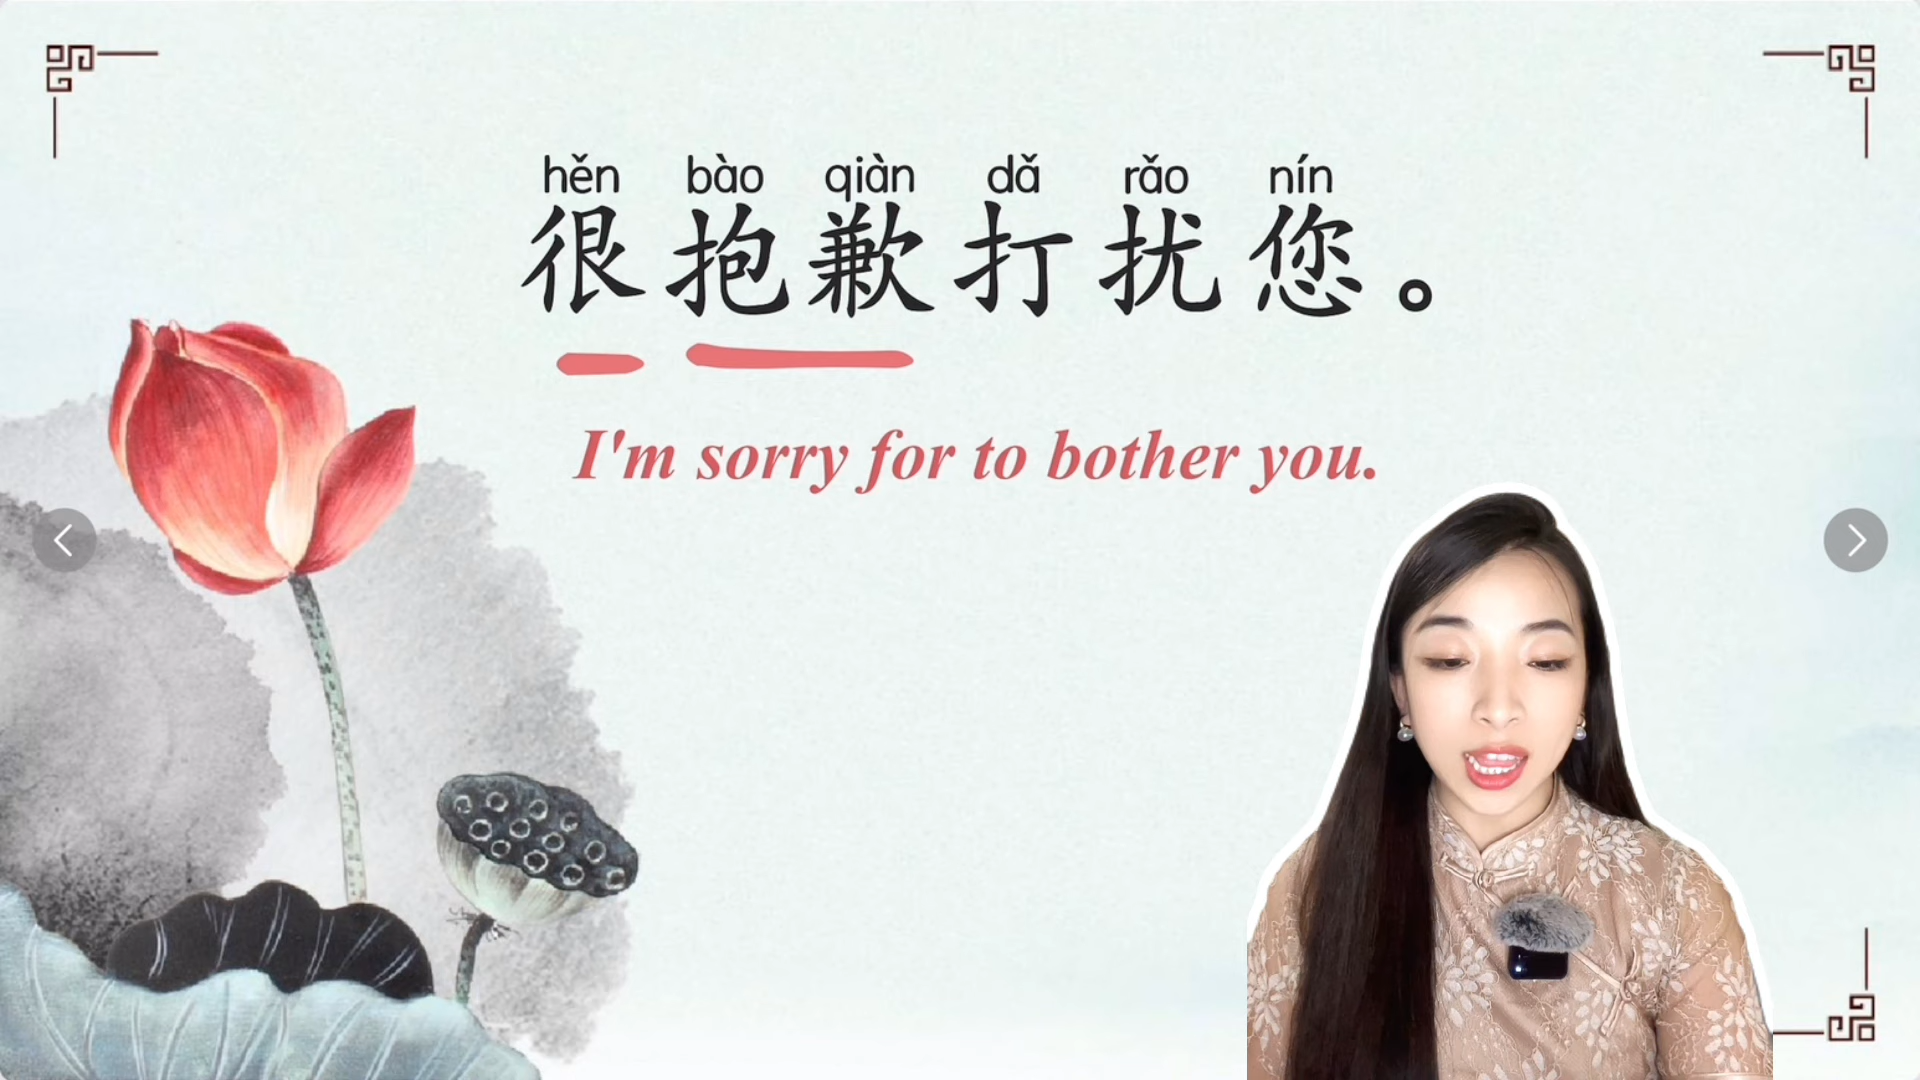 hěn bào qiàn dǎ rǎo nín
很抱歉打扰您。
I'm sorry for to bother you.